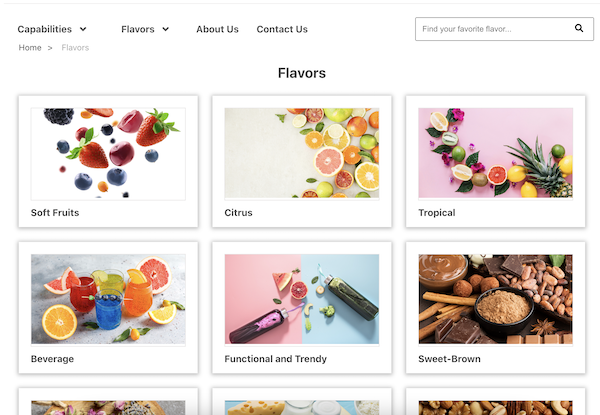 Capabilities Flavors About Us Contact Us Find your favorite flavor...
Home > Flavors
Flavors
Soft Fruits Citrus Tropical
Beverage Functional and Trendy Sweet-Brown